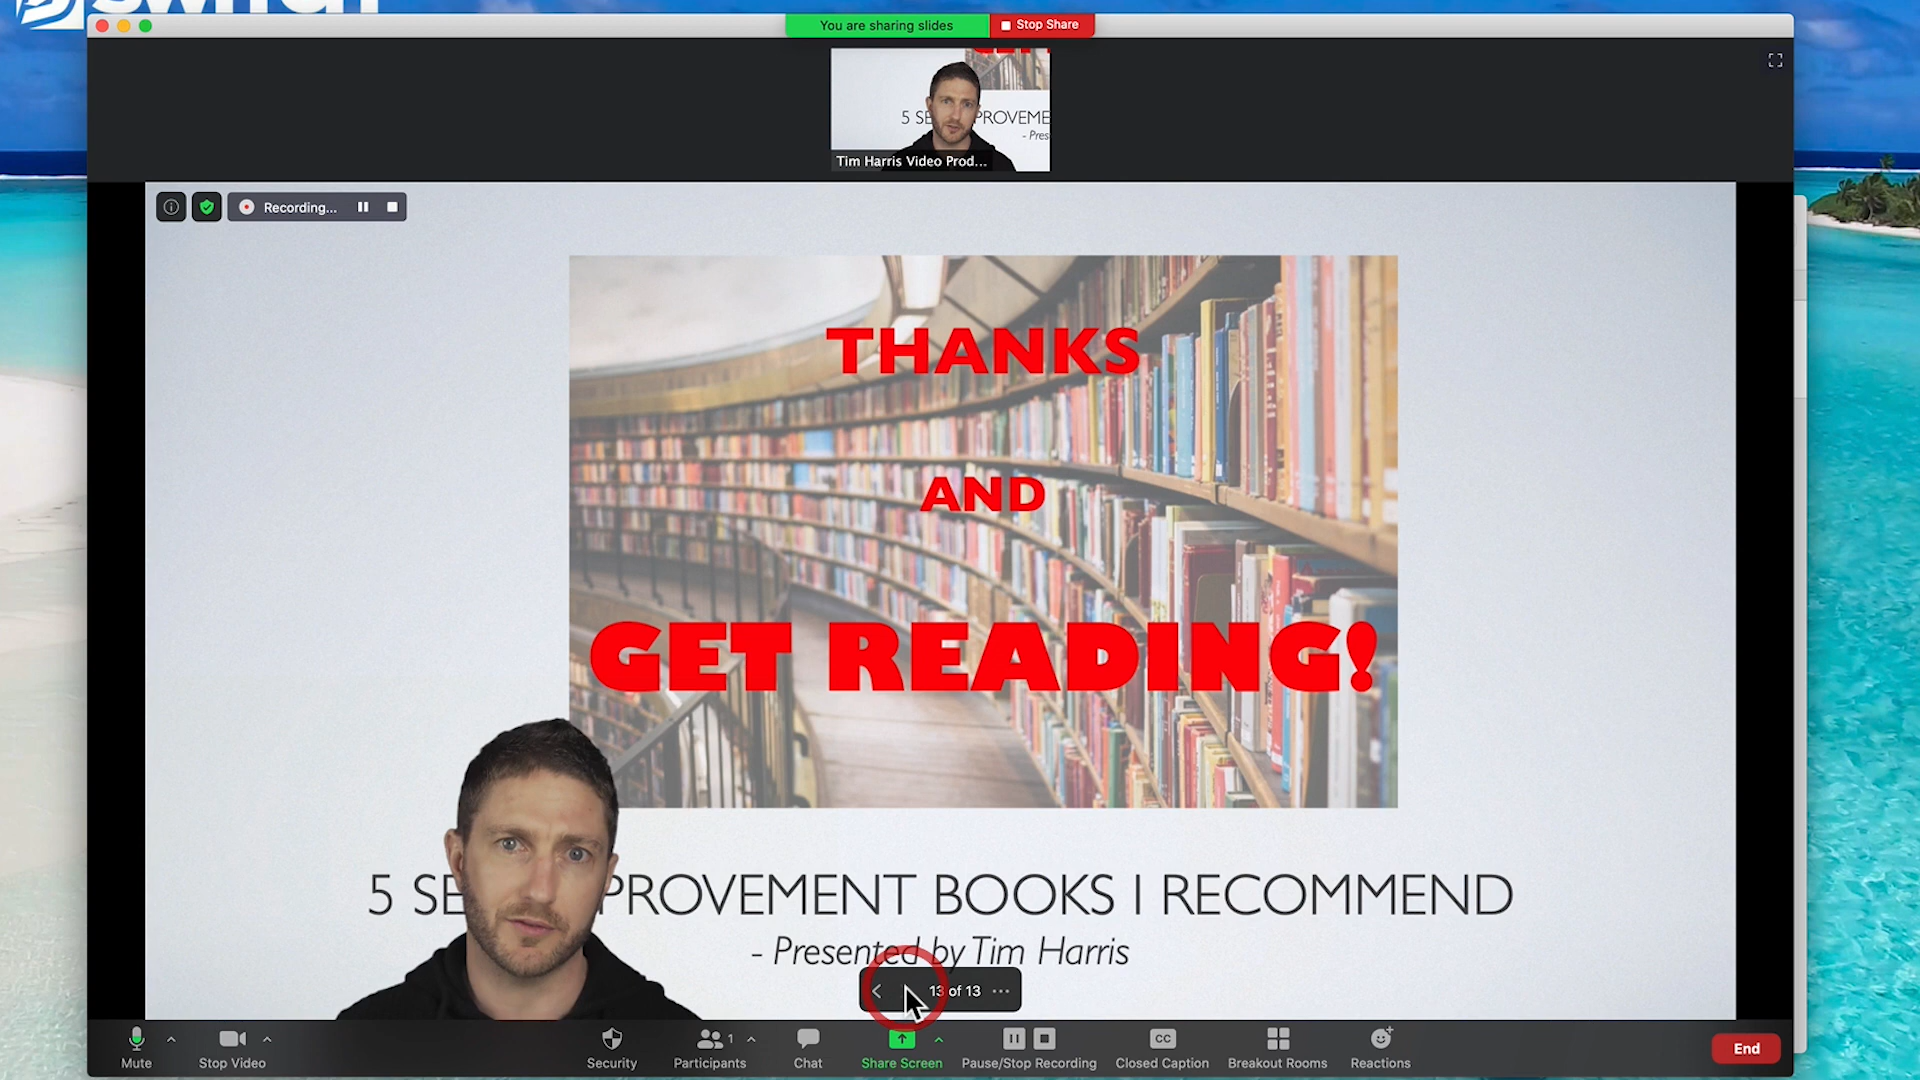 You are sharing slides
Stop Share
5 SE PROVEME
- Pres
Tim Harris Video Prod...
Recording...
THANKS
AND
GET READING!
5 SE PROVEMENT BOOKS I RECOMMEND
- Presented by Tim Harris
13 of 13
Mute
Stop Video
Security
1
Participants
Chat
Share Screen
Pause/Stop Recording
CC
Closed Caption
Breakout Rooms
Reactions
End